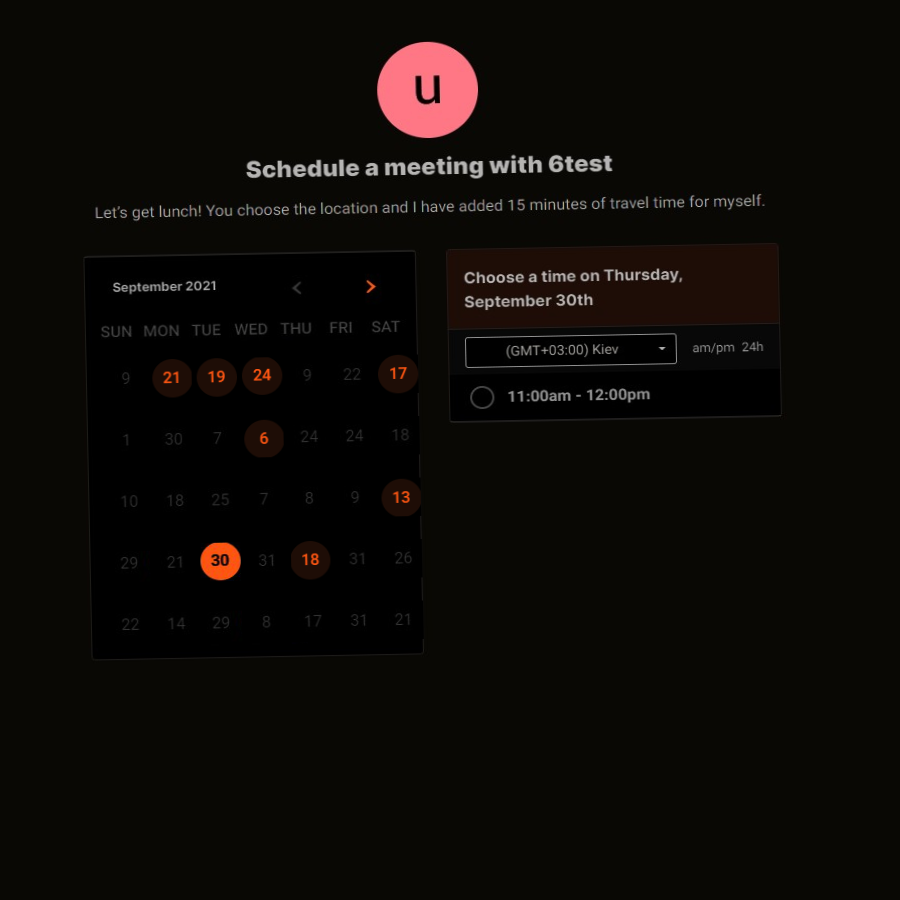 u
Schedule a meeting with 6test
Let's get lunch! You choose the location and I have added 15 minutes of travel time for myself.
September 2021
SUN MON TUE WED THU FRI SAT
9 21 19 24 9 22 17
1 30 7 6 24 24 18
10 18 25 7 8 9 13
29 21 30 31 18 31 26
22 14 29 8 17 31 21
Choose a time on Thursday,
September 30th
(GMT+03:00) Kiev am/pm 24h
11:00am - 12:00pm